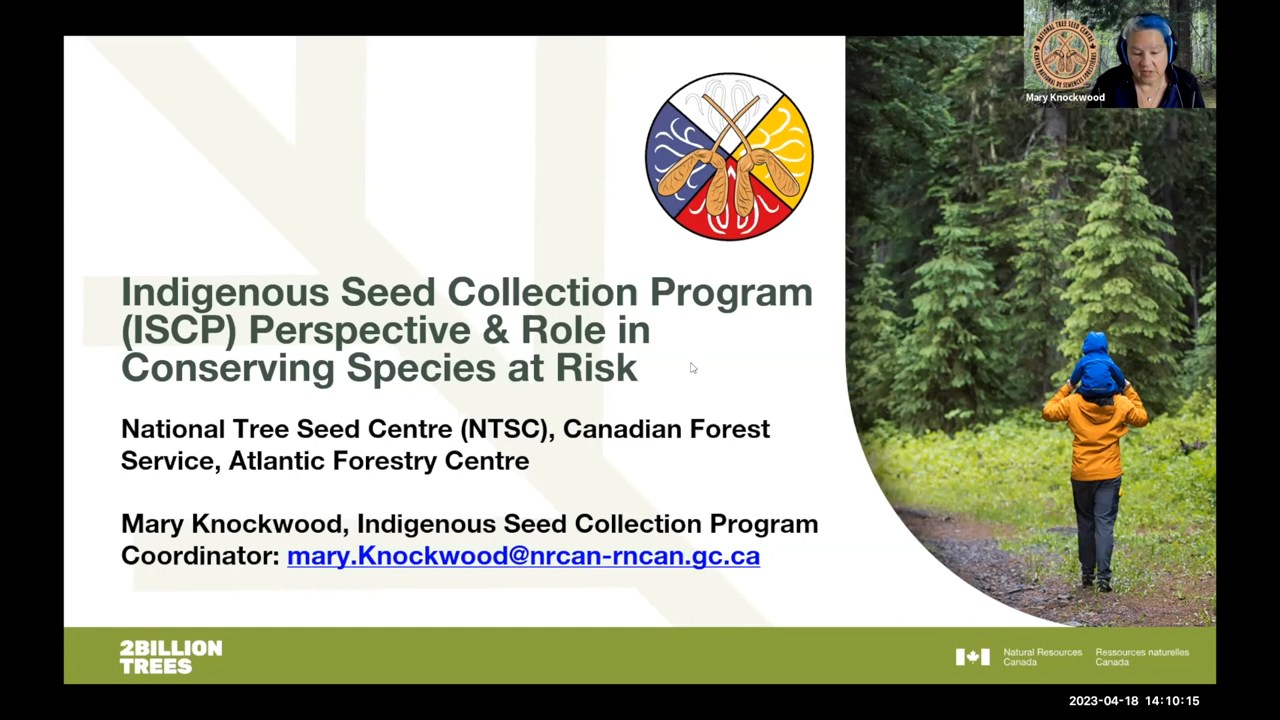 Mary Knockwood
Indigenous Seed Collection Program
(ISCP) Perspective & Role in
Conserving Species at Risk
National Tree Seed Centre (NTSC), Canadian Forest
Service, Atlantic Forestry Centre
Mary Knockwood, Indigenous Seed Collection Program
Coordinator: mary.Knockwood@nrcan-rncan.gc.ca
2BILLION
TREES
Natural Resources
Canada
Ressources naturelles
Canada
2023-04-18 14:10:15